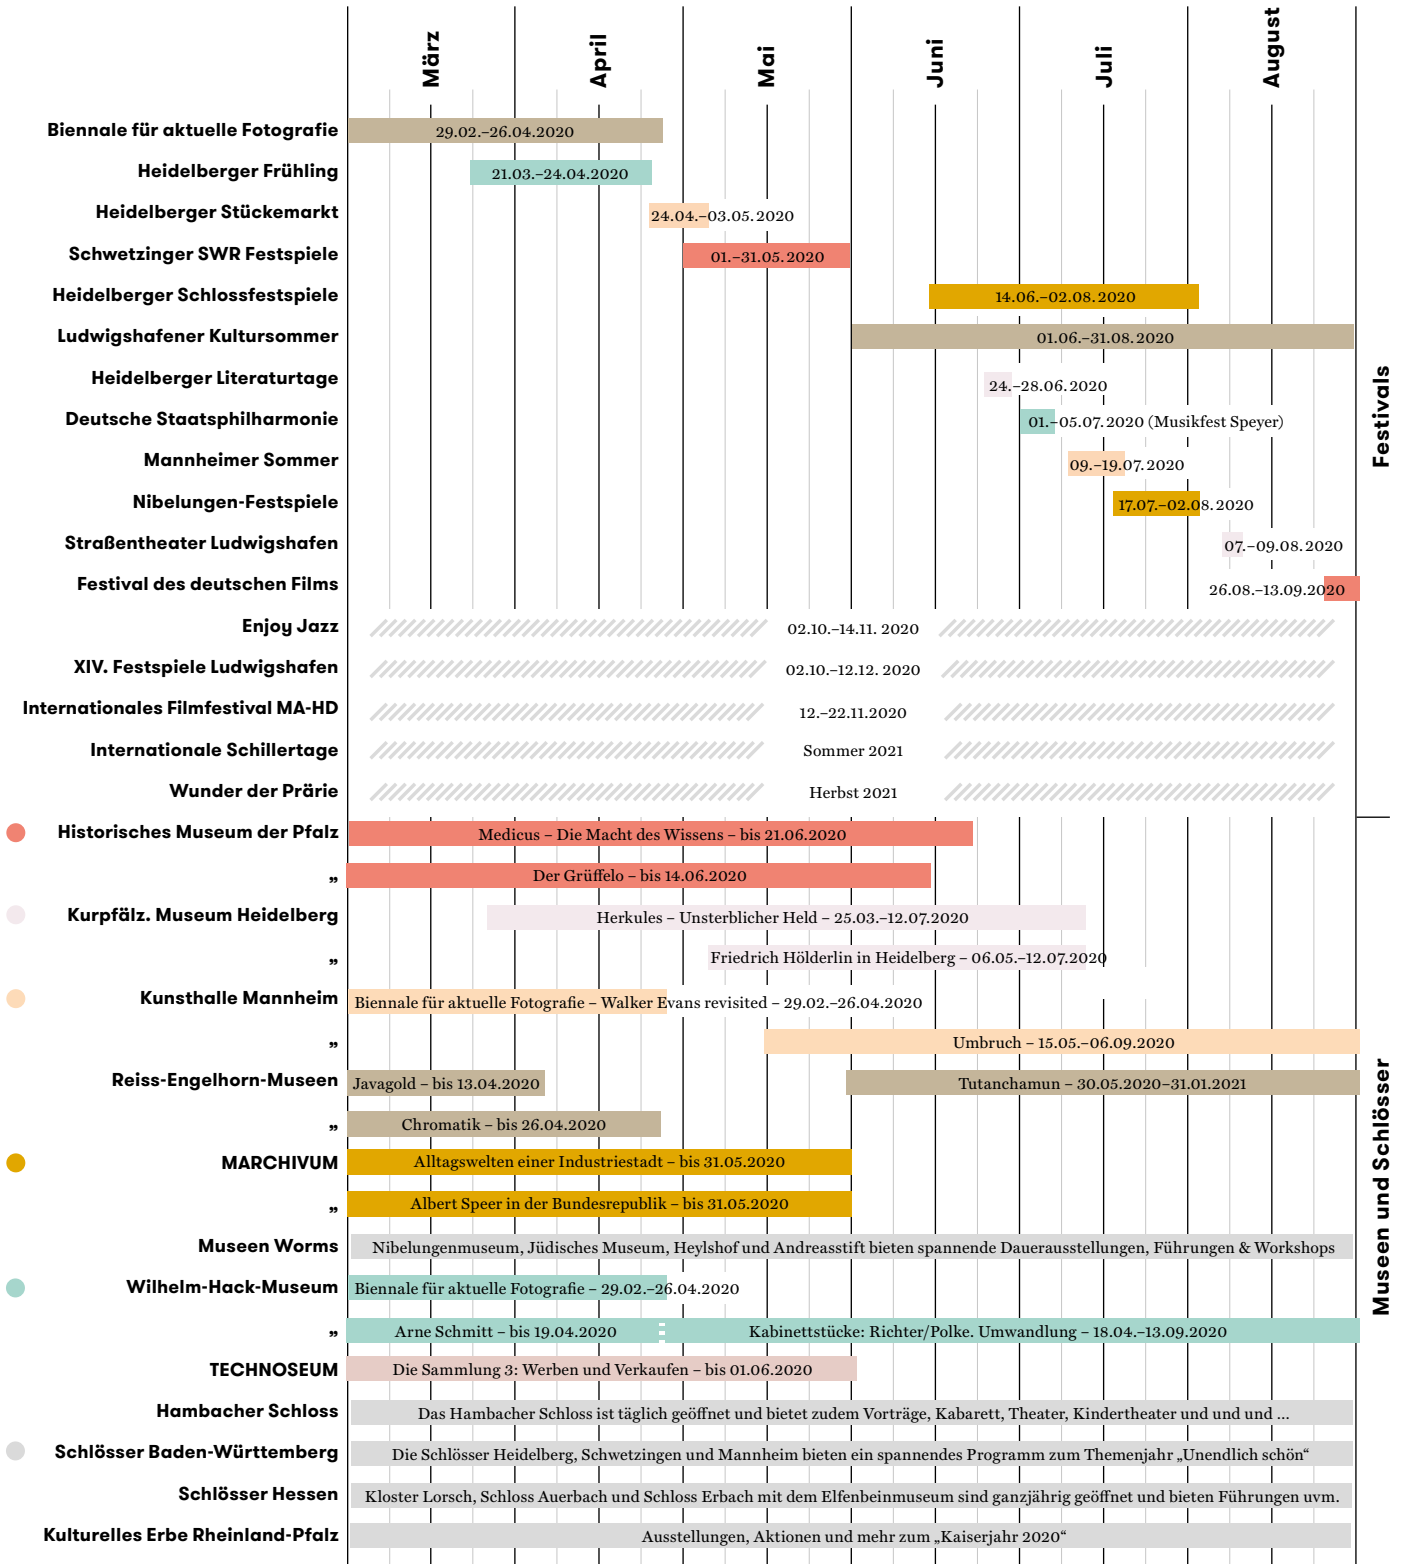 März
April
Mai
Juni
Juli
August
Biennale für aktuelle Fotografie 29.02.–26.04.2020
Heidelberger Frühling 21.03.–24.04.2020
Heidelberger Stückemarkt 24.04.–03.05.2020
Schwetzinger SWR Festspiele 01.–31.05.2020
Heidelberger Schlossfestspiele 14.06.–02.08.2020
Ludwigshafener Kultursommer 01.06.–31.08.2020
Heidelberger Literaturtage 24.–28.06.2020
Deutsche Staatsphilharmonie 01.–05.07.2020 (Musikfest Speyer)
Mannheimer Sommer 09.–19.07.2020
Nibelungen-Festspiele 17.07.–02.08.2020
Straßentheater Ludwigshafen 07.–09.08.2020
Festival des deutschen Films 26.08.–13.09.2020
Enjoy Jazz 02.10.–14.11. 2020
XIV. Festspiele Ludwigshafen 02.10.–12.12. 2020
Internationales Filmfestival MA-HD 12.–22.11.2020
Internationale Schillertage Sommer 2021
Wunder der Prärie Herbst 2021
Festivals
Historisches Museum der Pfalz Medicus – Die Macht des Wissens – bis 21.06.2020
„ Der Grüffelo – bis 14.06.2020
Kurpfälz. Museum Heidelberg Herkules – Unsterblicher Held – 25.03.–12.07.2020
„ Friedrich Hölderlin in Heidelberg – 06.05.–12.07.2020
Kunsthalle Mannheim Biennale für aktuelle Fotografie – Walker Evans revisited – 29.02.–26.04.2020
„ Umbruch – 15.05.–06.09.2020
Reiss-Engelhorn-Museen Javagold – bis 13.04.2020 Tutanchamun – 30.05.2020–31.01.2021
„ Chromatik – bis 26.04.2020
MARCHIVUM Alltagswelten einer Industriestadt – bis 31.05.2020
„ Albert Speer in der Bundesrepublik – bis 31.05.2020
Museen Worms Nibelungenmuseum, Jüdisches Museum, Heylshof und Andreasstift bieten spannende Dauerausstellungen, Führungen & Workshops
Wilhelm-Hack-Museum Biennale für aktuelle Fotografie – 29.02.–26.04.2020
„ Arne Schmitt – bis 19.04.2020 Kabinettstücke: Richter/Polke. Umwandlung – 18.04.–13.09.2020
TECHNOSEUM Die Sammlung 3: Werben und Verkaufen – bis 01.06.2020
Hambacher Schloss Das Hambacher Schloss ist täglich geöffnet und bietet zudem Vorträge, Kabarett, Theater, Kindertheater und und und ...
Schlösser Baden-Württemberg Die Schlösser Heidelberg, Schwetzingen und Mannheim bieten ein spannendes Programm zum Themenjahr „Unendlich schön“
Schlösser Hessen Kloster Lorsch, Schloss Auerbach und Schloss Erbach mit dem Elfenbeinmuseum sind ganzjährig geöffnet und bieten Führungen uvm.
Kulturelles Erbe Rheinland-Pfalz Ausstellungen, Aktionen und mehr zum „Kaiserjahr 2020“
Museen und Schlösser